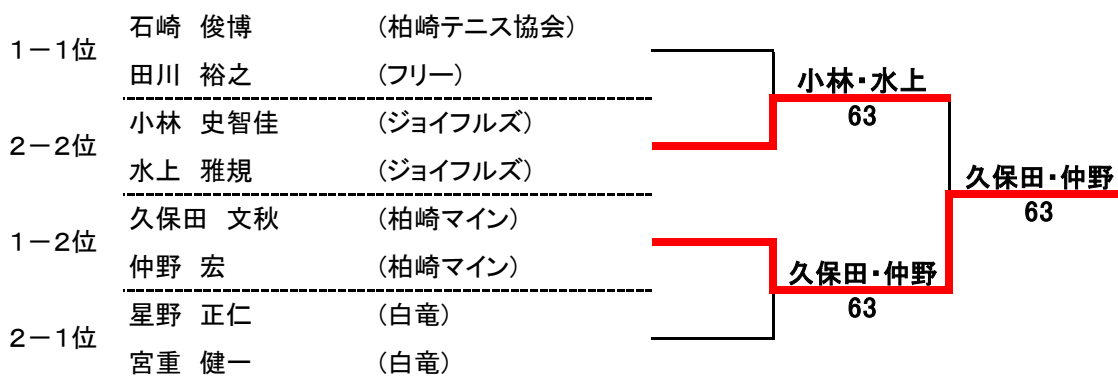 1－1位
石崎　俊博　(柏崎テニス協会)
田川　裕之　(フリー)
2－2位
小林　史智佳　(ジョイフルズ)
水上　雅規　(ジョイフルズ)
1－2位
久保田　文秋　(柏崎マイン)
仲野 宏　(柏崎マイン)
2－1位
星野　正仁　(白竜)
宮重　健一　(白竜)
小林・水上
63
久保田・仲野
63
久保田・仲野
63